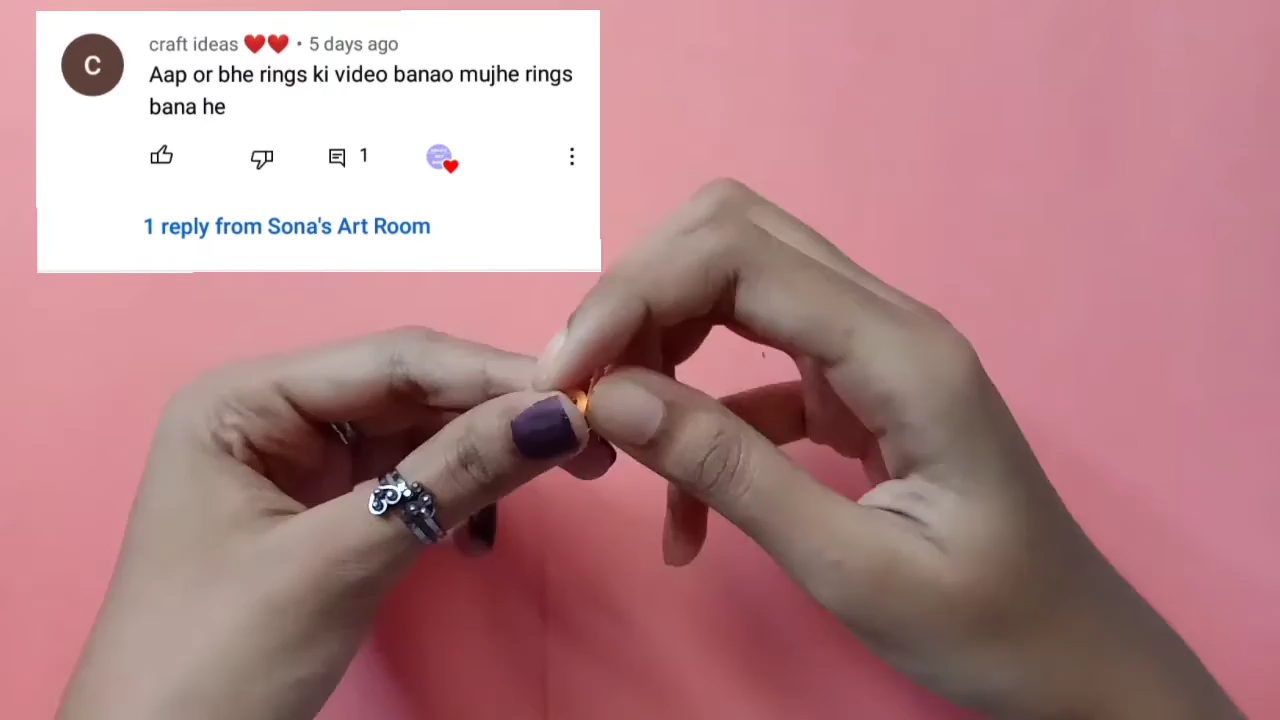 C
craft ideas ❤️❤️ • 5 days ago
Aap or bhe rings ki video banao mujhe rings
bana he
1
1 reply from Sona's Art Room